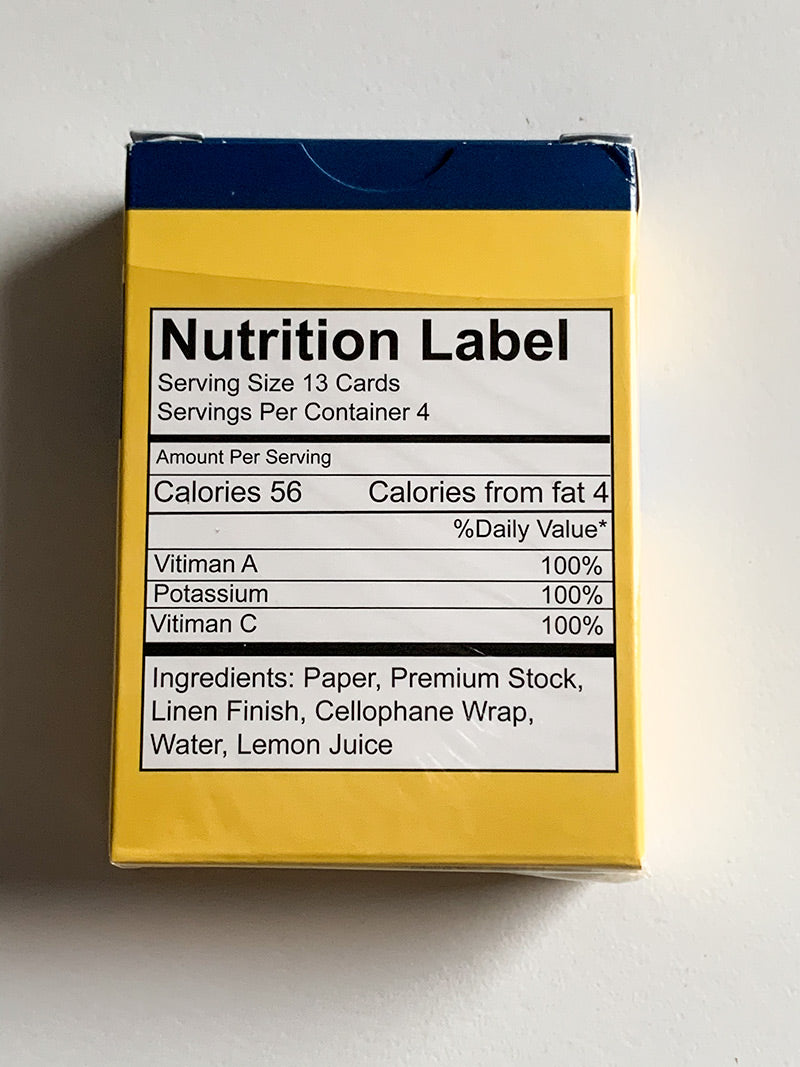 Nutrition Label
Serving Size 13 Cards
Servings Per Container 4
Amount Per Serving
Calories 56 Calories from fat 4
%Daily Value*
Vitiman A 100%
Potassium 100%
Vitiman C 100%
Ingredients: Paper, Premium Stock,
Linen Finish, Cellophane Wrap,
Water, Lemon Juice